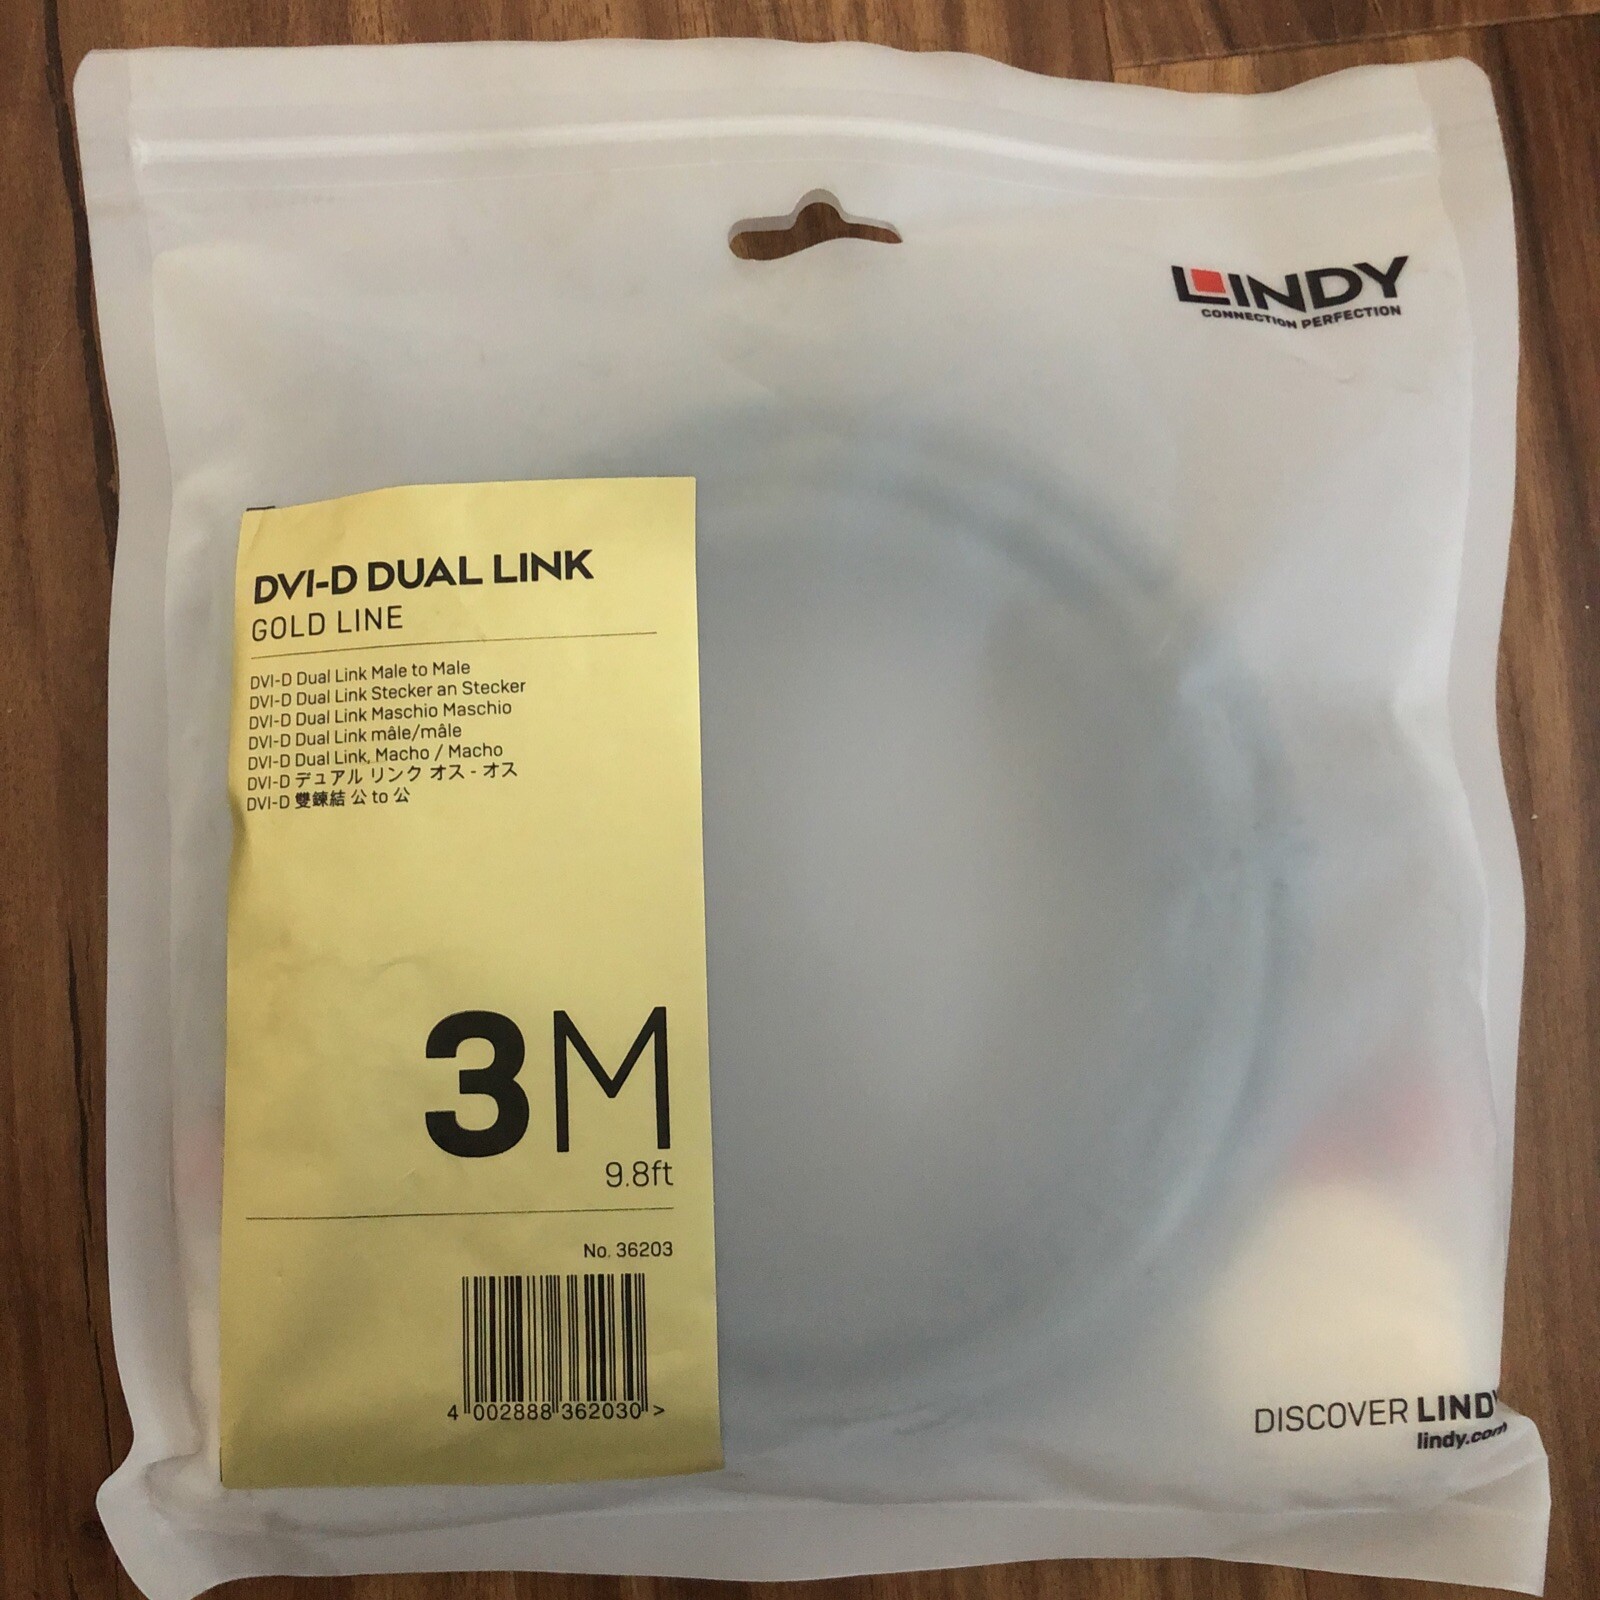 LINDY
CONNECTION PERFECTION
DVI-D DUAL LINK
GOLD LINE
DVI-D Dual Link Male to Male
DVI-D Dual Link Stecker an Stecker
DVI-D Dual Link Maschio Maschio
DVI-D Dual Link mâle/mâle
DVI-D Dual Link, Macho / Macho
DVI-D デュアル リンク オス - オス
DVI-D 雙鍊結 公 to 公
3M
9.8ft
No. 36203
4 002888 362030 >
DISCOVER LINDY
lindy.com